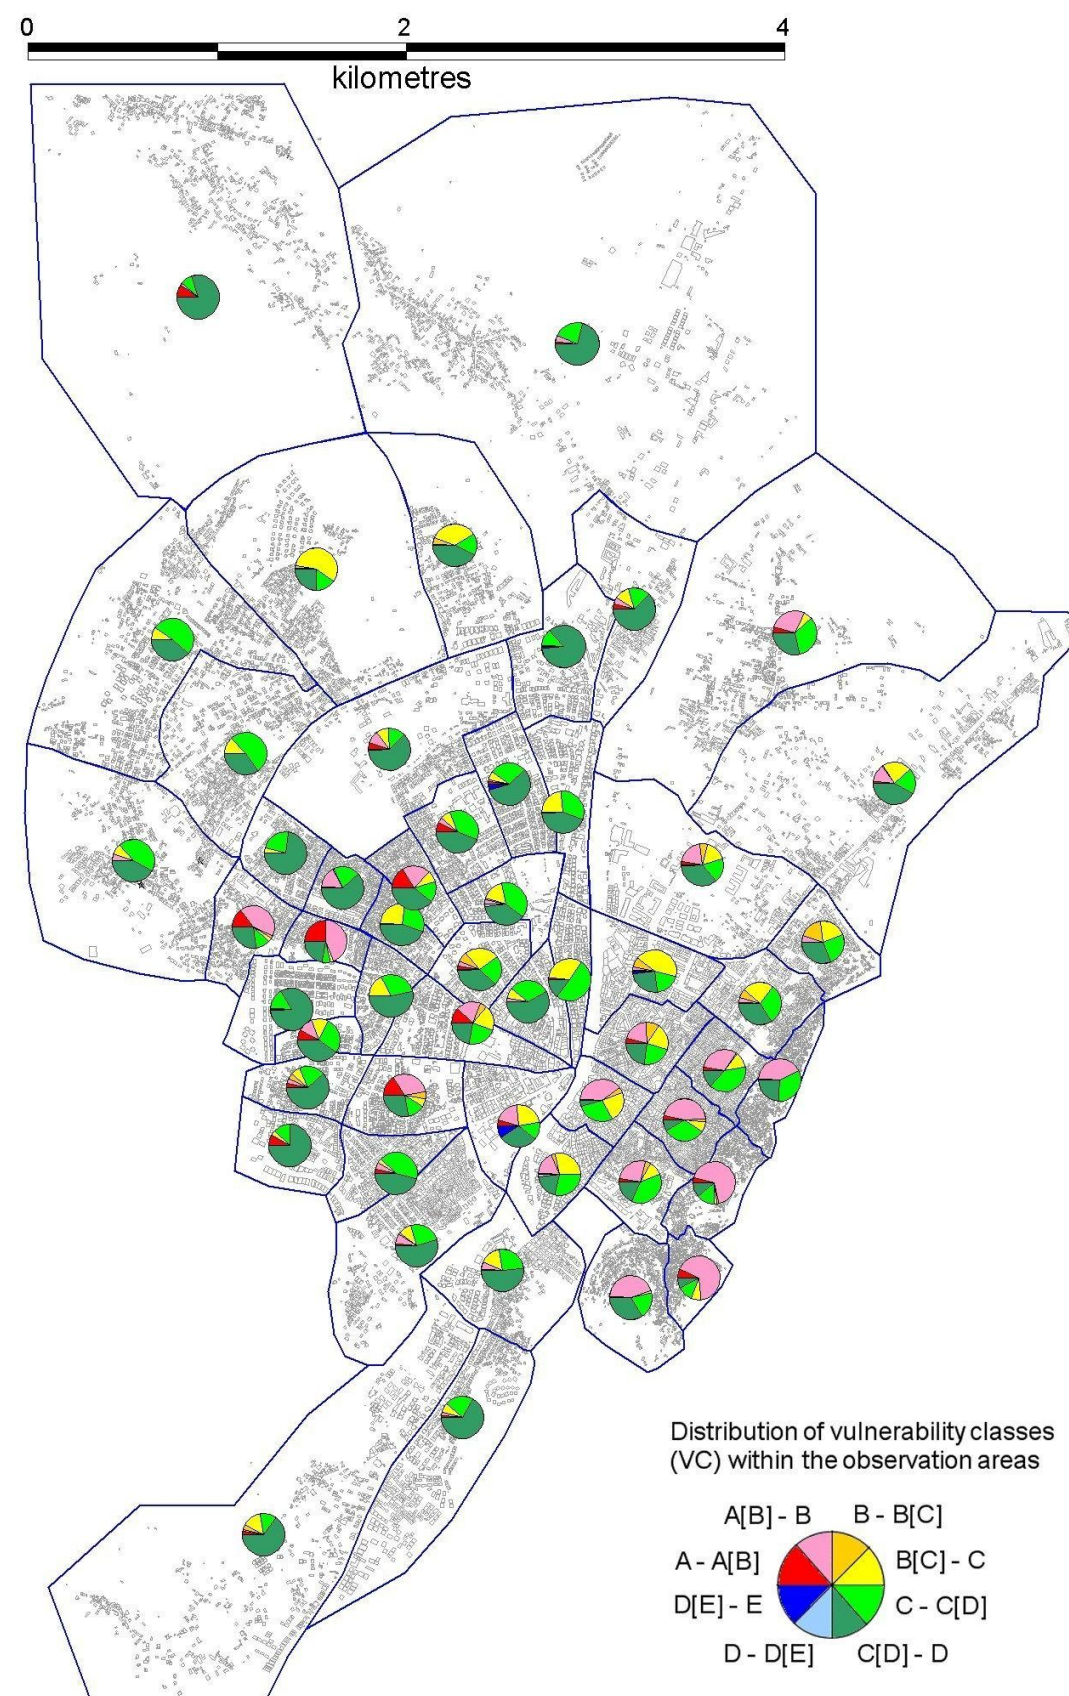 0 2 4
kilometres
Distribution of vulnerability classes
(VC) within the observation areas
A[B] - B B - B[C]
A - A[B] B[C] - C
D[E] - E C - C[D]
D - D[E] C[D] - D